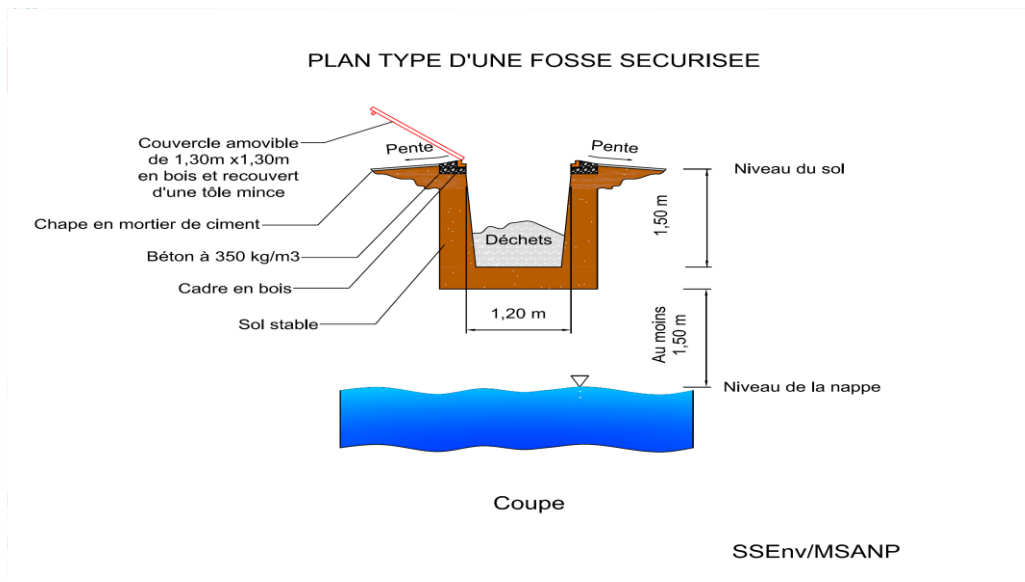 PLAN TYPE D'UNE FOSSE SECURISEE
Couvercle amovible
de 1,30m x1,30m
en bois et recouvert
d'une tôle mince
Pente
Pente
Niveau du sol
Chape en mortier de ciment
1,50 m
Déchets
Béton à 350 kg/m3
Cadre en bois
1,20 m
Sol stable
Au moins
1,50 m
Niveau de la nappe
Coupe
SSEnv/MSANP